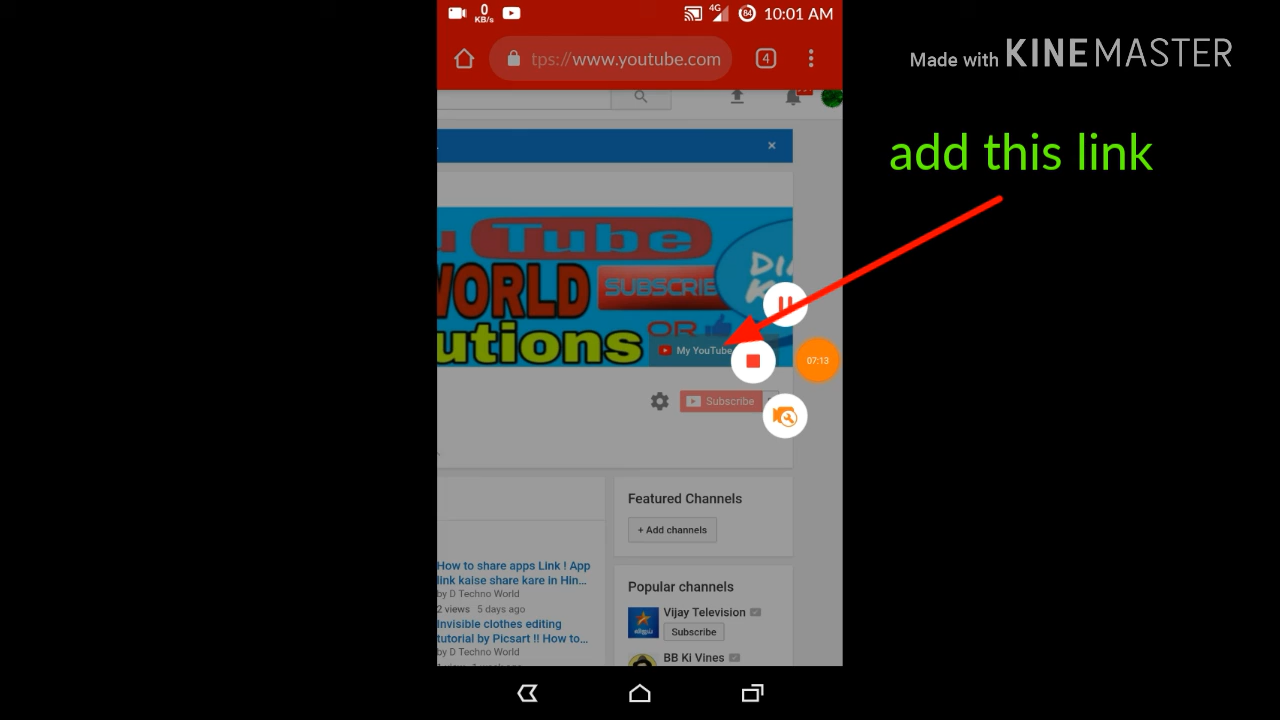 0
KB/s
4G
84
10:01 AM
Made with KINEMASTER
tps://www.youtube.com
4
add this link
Tube
WORLD
SUBSCRIBE
OR
utions
My YouTube
07:13
Subscribe
Featured Channels
+ Add channels
How to share apps Link ! App
link kaise share kare in Hin...
by D Techno World
2 views 5 days ago
Invisible clothes editing
tutorial by Picsart !! How to...
by D Techno World
Popular channels
Vijay Television
Subscribe
BB Ki Vines